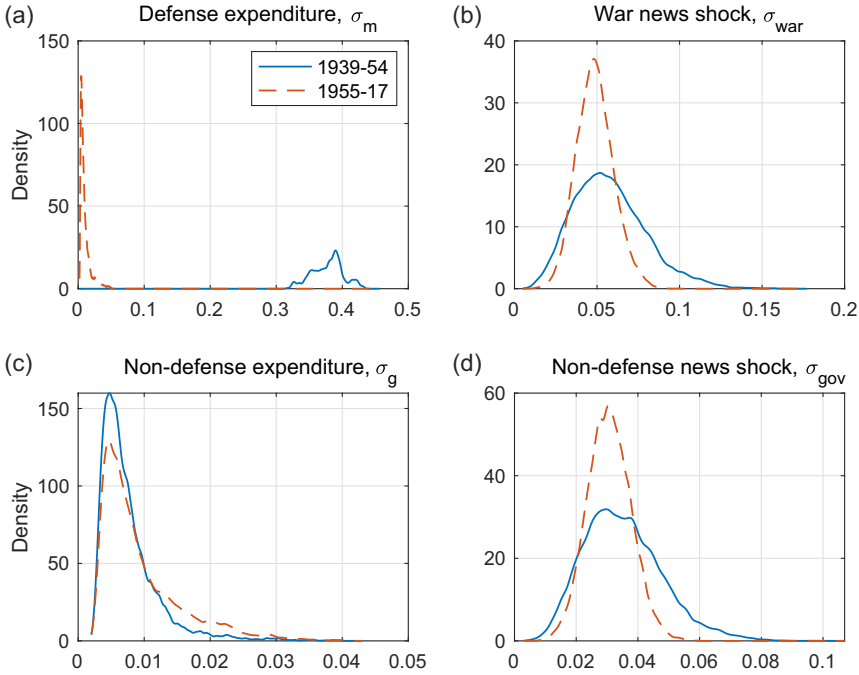 (a) Defense expenditure, σm
150
100
50
0
Density
0 0.1 0.2 0.3 0.4 0.5
1939-54
1955-17
(b) War news shock, σwar
40
30
20
10
0
0 0.05 0.1 0.15 0.2
(c) Non-defense expenditure, σg
150
100
50
0
Density
0 0.01 0.02 0.03 0.04 0.05
(d) Non-defense news shock, σgov
60
40
20
0
0 0.02 0.04 0.06 0.08 0.1